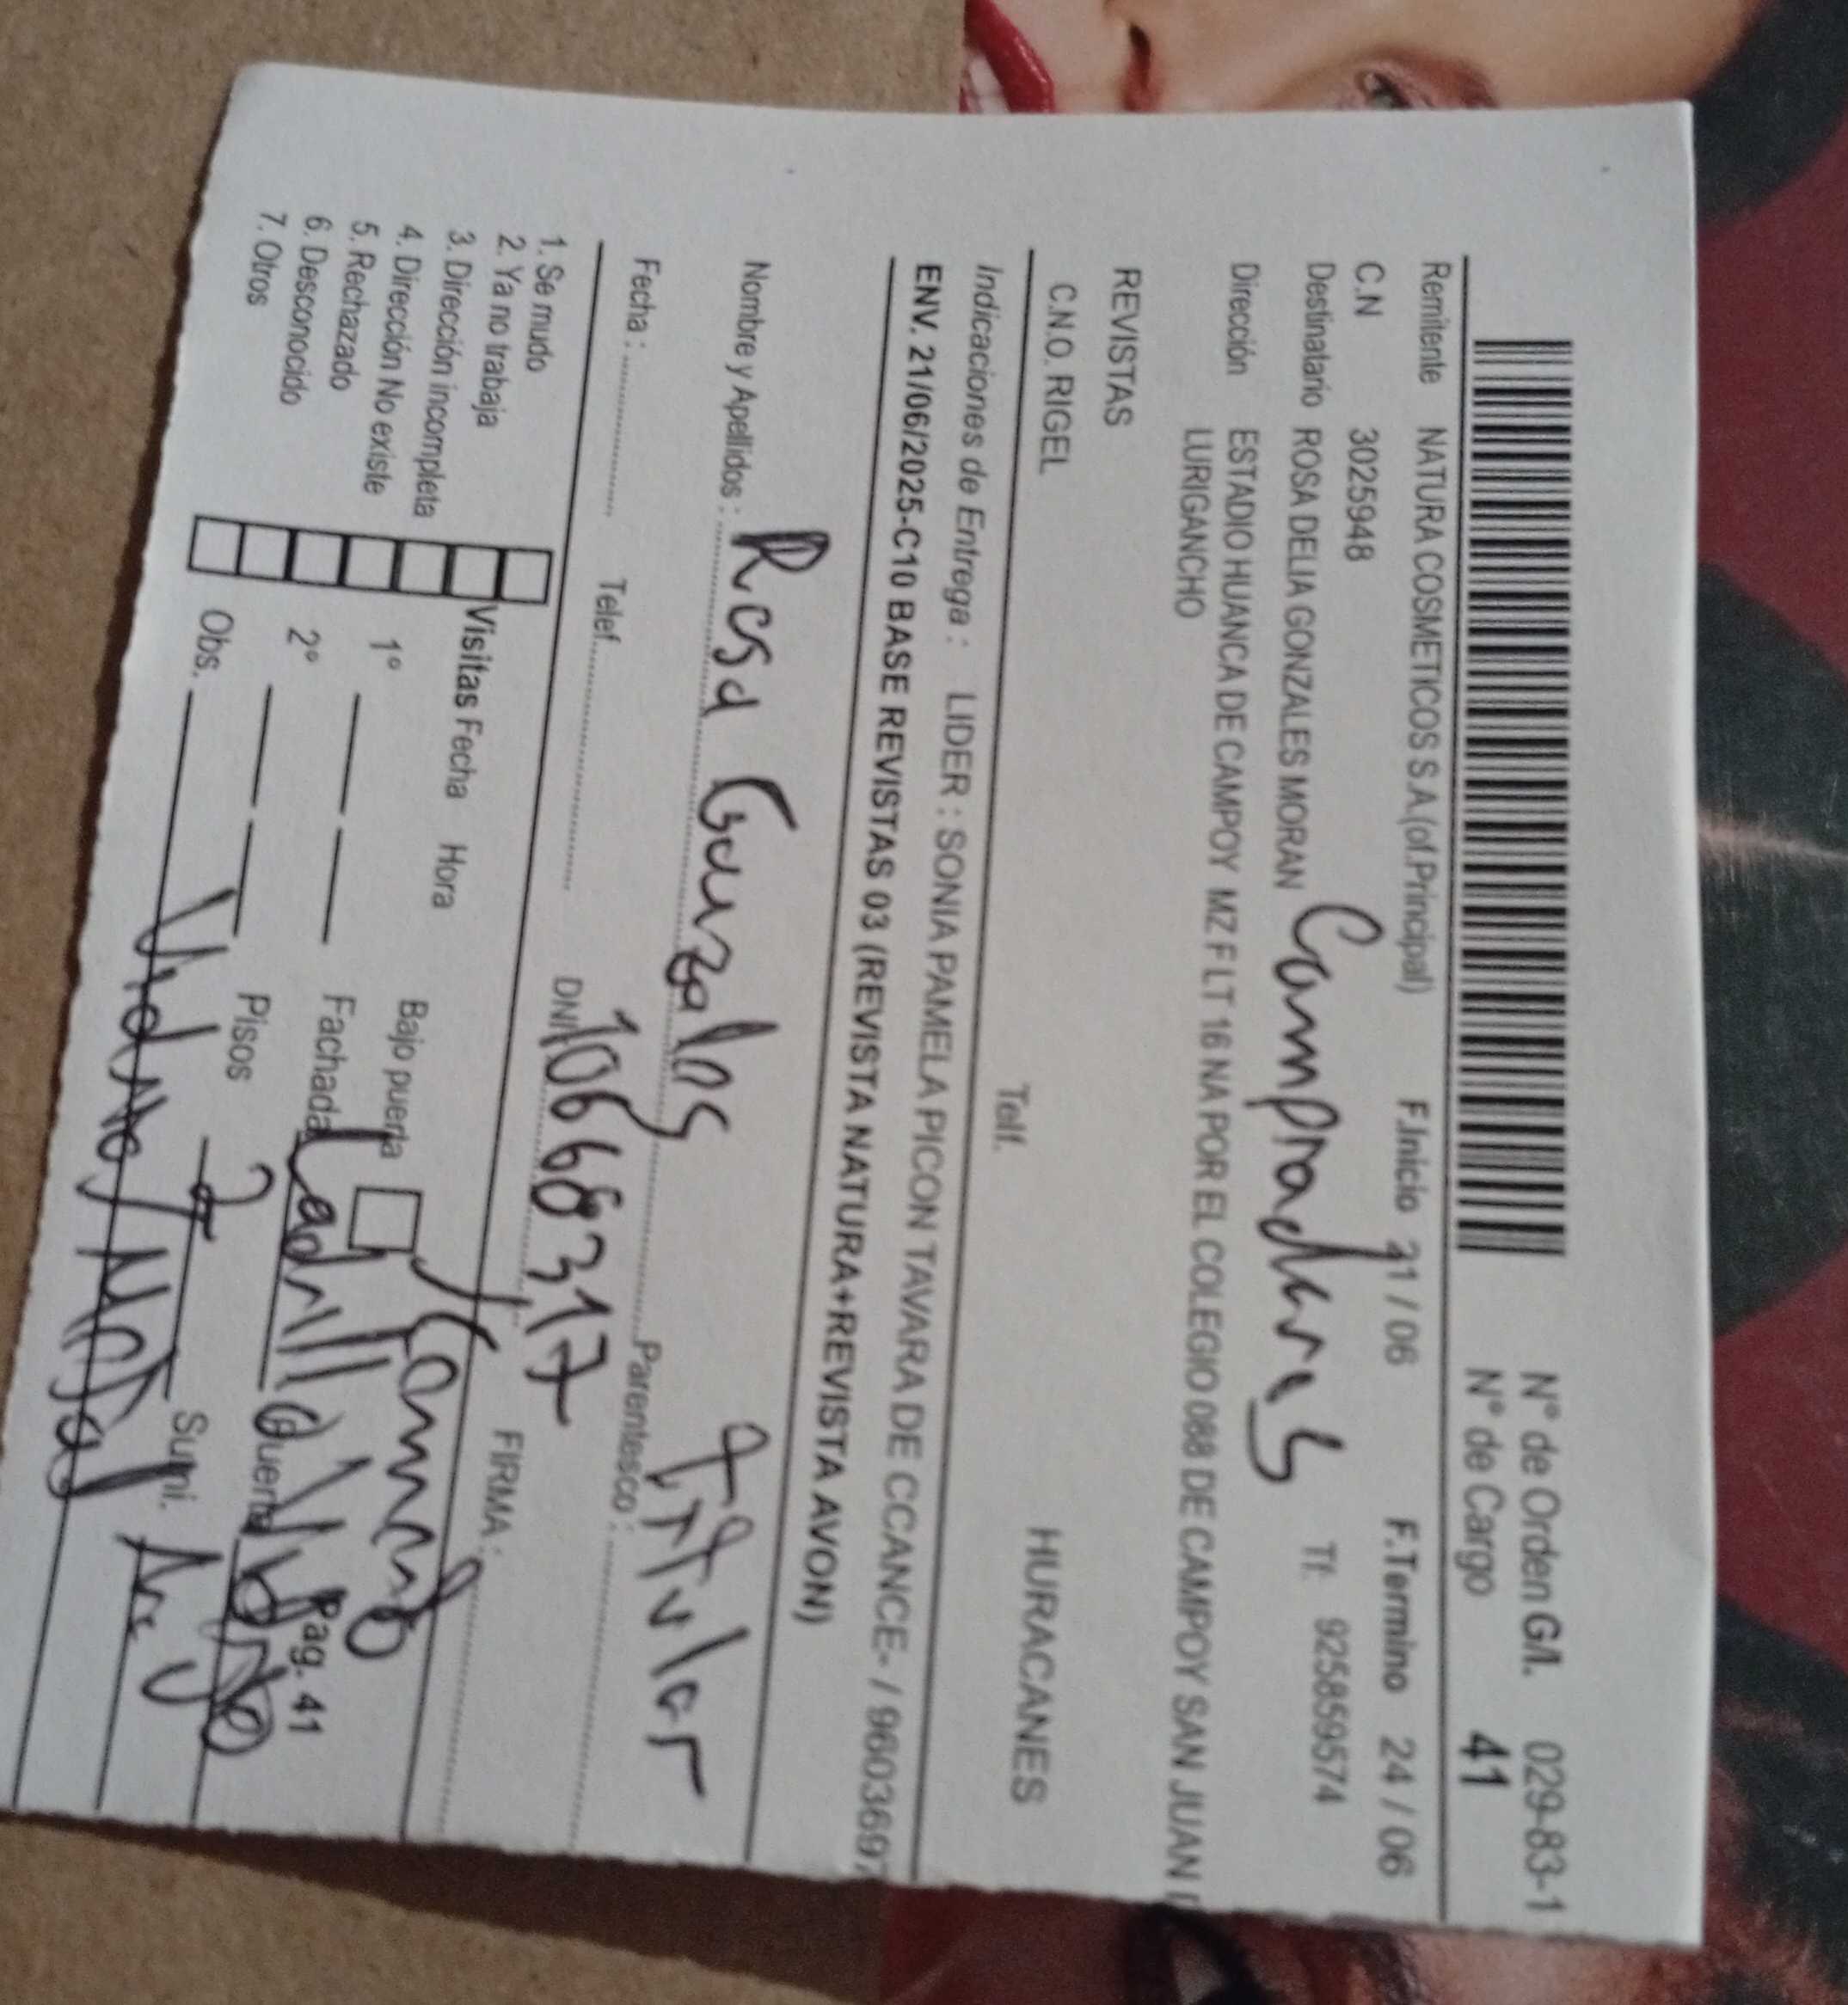 N° de Orden G/I. 029-83-1
N° de Cargo 41
Remitente NATURA COSMETICOS S.A.(of.Principal) F.Inicio 21 / 06 F.Termino 24 / 06
C.N 3025948
Destinatario ROSA DELIA GONZALES MORAN Tf: 925859574
Compradens
Dirección ESTADIO HUANCA DE CAMPOY MZ F LT 16 NA POR EL COLEGIO 088 DE CAMPOY SAN JUAN D
LURIGANCHO
REVISTAS
C.N.O. RIGEL Telf. HURACANES
Indicaciones de Entrega : LIDER : SONIA PAMELA PICON TAVARA DE CCANCE- / 9603697
ENV. 21/06/2025-C10 BASE REVISTAS 03 (REVISTA NATURA+REVISTA AVON)
Nombre y Apellidos : Rosa Gonzales Parentesco : Titular
Fecha : Telef. DNI 10668317 FIRMA :
1. Se mudo
2. Ya no trabaja
3. Dirección incompleta
4. Dirección No existe
5. Rechazado
6. Desconocido
7. Otros
Visitas Fecha Hora
1°
2°
Obs.
Bajo puerta
Fachada Ladrillo
Pisos 2
Puerta
Sumi.
Pag. 41